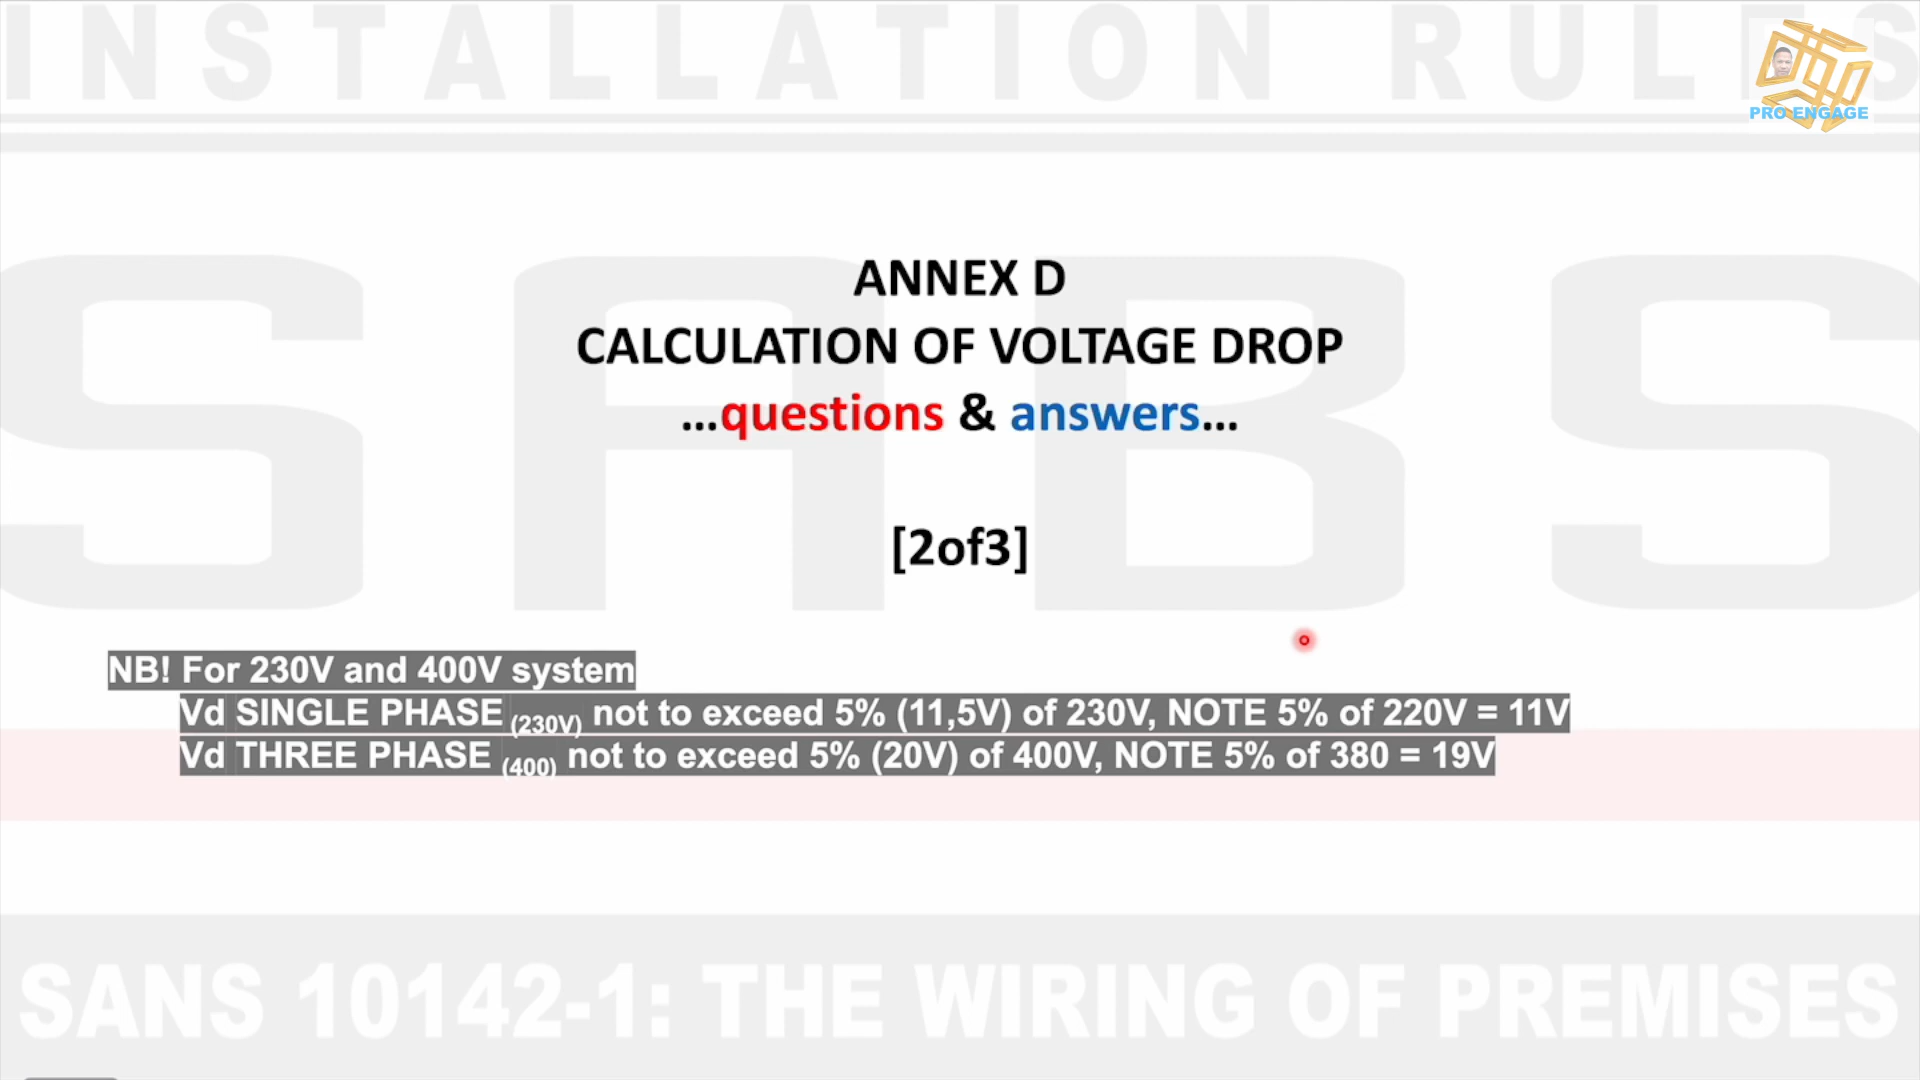 INSTALLATION RULES
PRO ENGAGE
SABS
ANNEX D
CALCULATION OF VOLTAGE DROP
...questions & answers...
[2of3]
NB! For 230V and 400V system
Vd SINGLE PHASE (230V) not to exceed 5% (11,5V) of 230V, NOTE 5% of 220V = 11V
Vd THREE PHASE (400) not to exceed 5% (20V) of 400V, NOTE 5% of 380 = 19V
SANS 10142-1: THE WIRING OF PREMISES